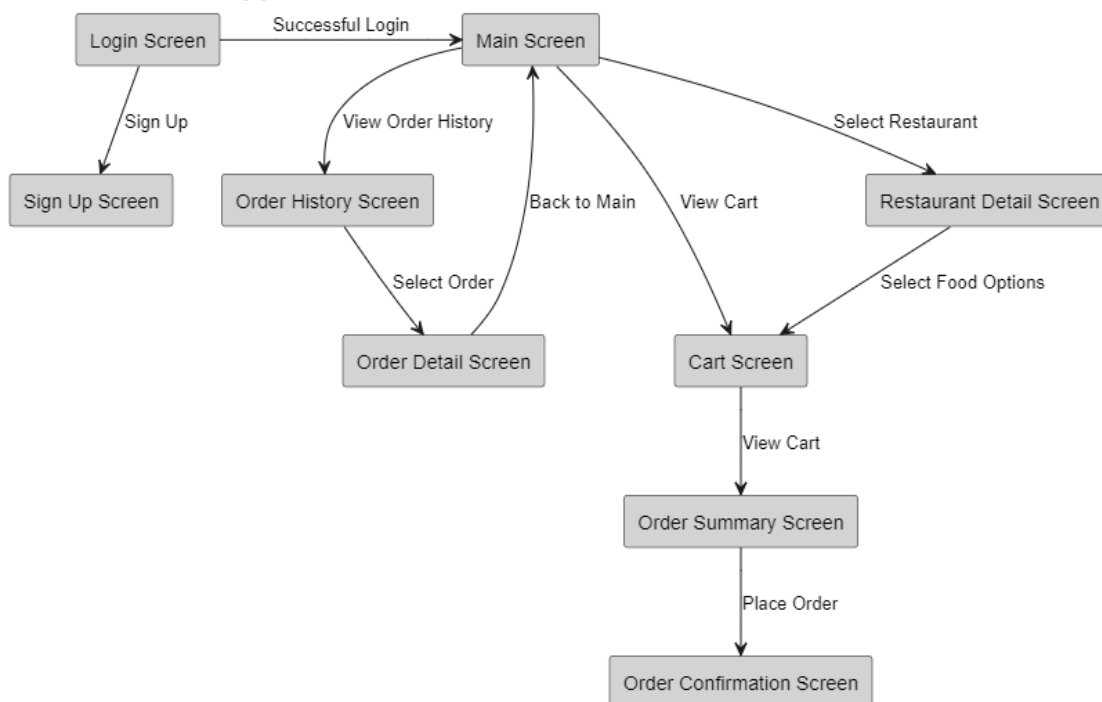 Successful Login
Login Screen
Main Screen
Sign Up
View Order History
Select Restaurant
Sign Up Screen
Order History Screen
Back to Main
View Cart
Restaurant Detail Screen
Select Order
Select Food Options
Order Detail Screen
Cart Screen
View Cart
Order Summary Screen
Place Order
Order Confirmation Screen